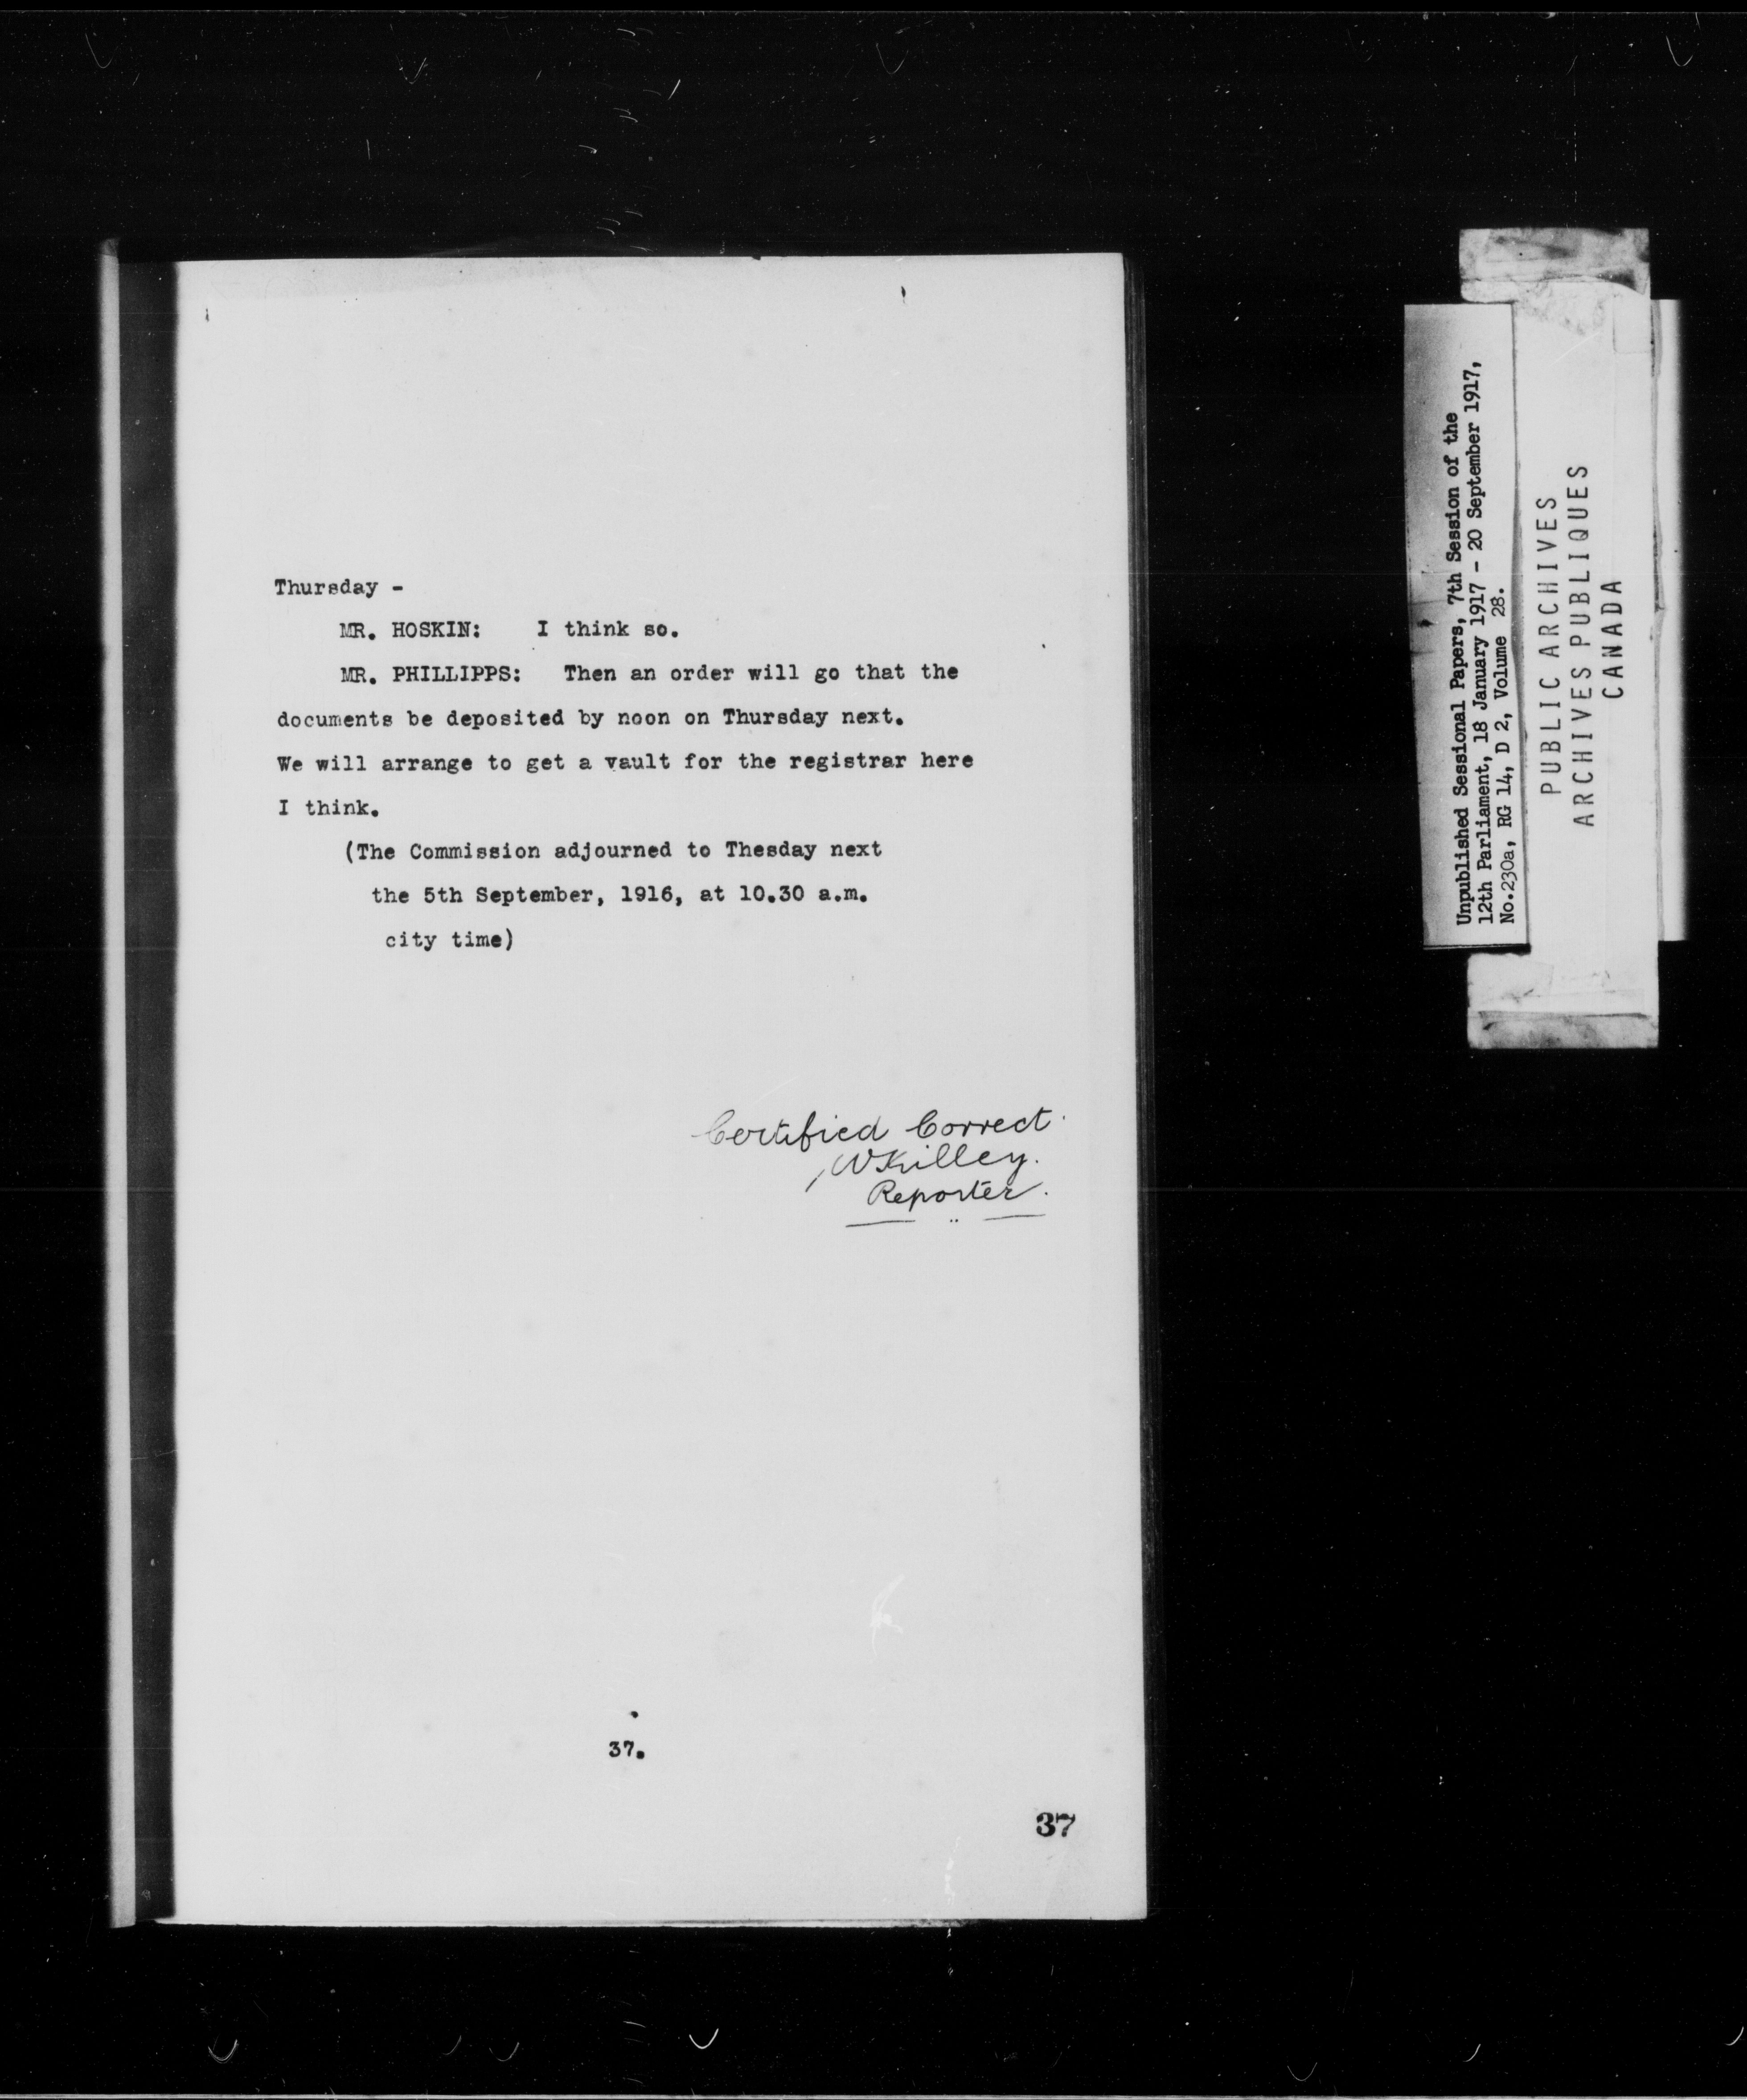 Thursday -
MR. HOSKIN: I think so.
MR. PHILLIPPS: Then an order will go that the
documents be deposited by noon on Thursday next.
We will arrange to get a vault for the registrar here
I think.
(The Commission adjourned to Thesday next
the 5th September, 1916, at 10.30 a.m.
city time)
Certified Correct.
WKilley.
Reporter.
37.
37
Unpublished Sessional Papers, 7th Session of the
12th Parliament, 18 January 1917 - 20 September 1917,
No.230a, RG 14, D 2, Volume 28.
PUBLIC ARCHIVES
ARCHIVES PUBLIQUES
CANADA